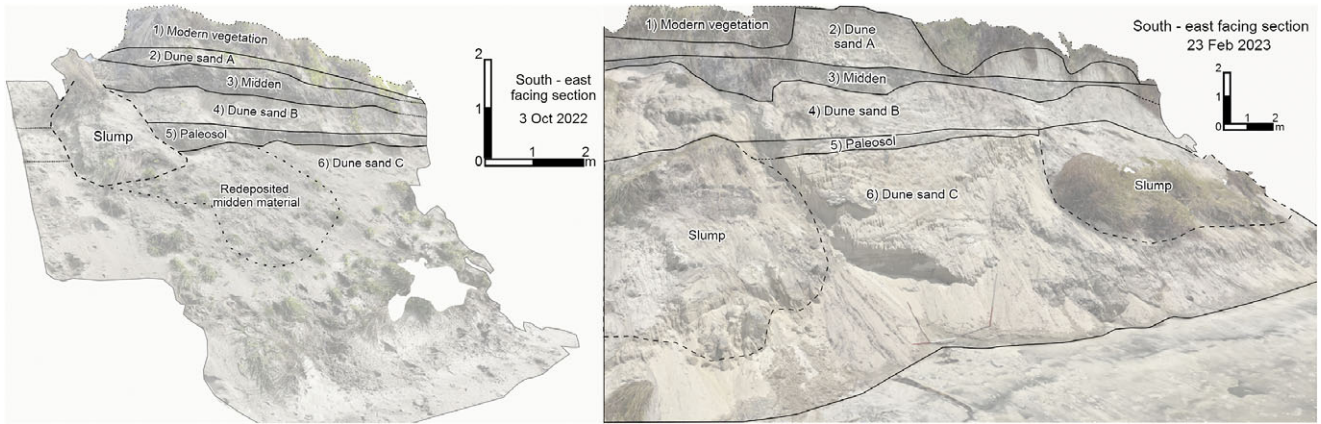 1) Modern vegetation
2) Dune sand A
3) Midden
4) Dune sand B
5) Paleosol
6) Dune sand C
Slump
Redeposited
midden material
2
1
0
1
2
m
South - east
facing section
3 Oct 2022
1) Modern vegetation
2) Dune
sand A
3) Midden
4) Dune sand B
5) Paleosol
6) Dune sand C
Slump
Slump
South - east facing section
23 Feb 2023
2
1
0
1
2
m